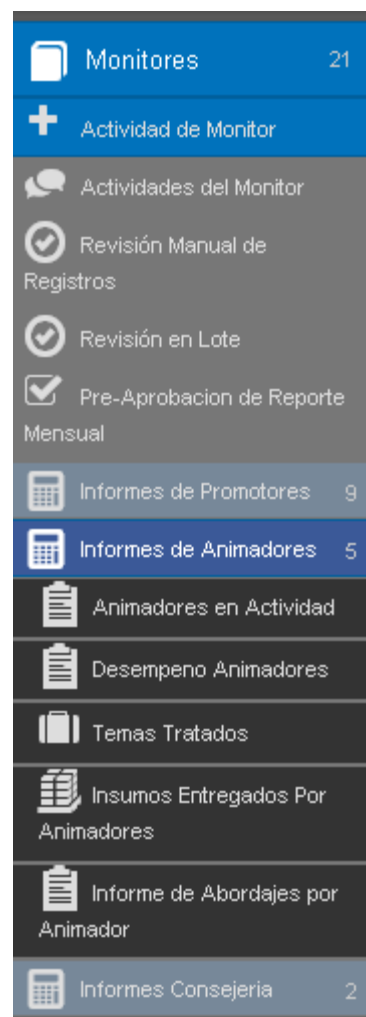 Monitores 21
Actividad de Monitor
Actividades del Monitor
Revisión Manual de
Registros
Revisión en Lote
Pre-Aprobacion de Reporte
Mensual
Informes de Promotores 9
Informes de Animadores 5
Animadores en Actividad
Desempeno Animadores
Temas Tratados
Insumos Entregados Por
Animadores
Informe de Abordajes por
Animador
Informes Consejeria 2